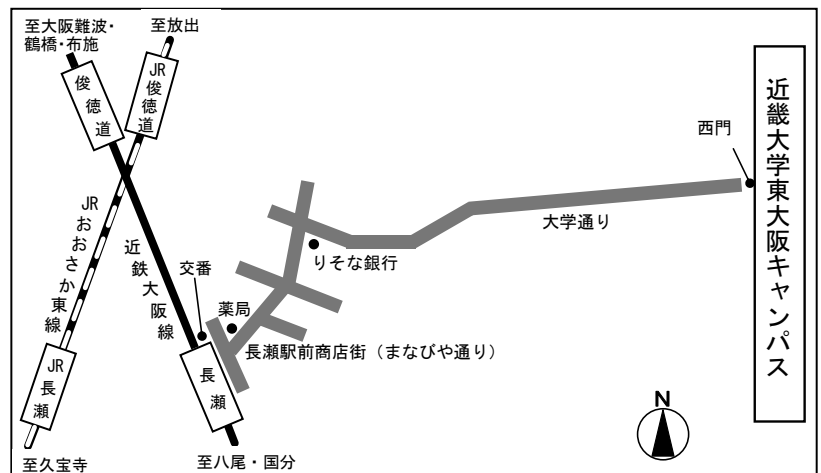 至大阪難波・
鶴橋・布施
至放出
俊徳道
JR俊徳道
近畿大学東大阪キャンパス
西門
大学通り
りそな銀行
JRおおさか東線
近鉄大阪線
交番
薬局
長瀬駅前商店街（まなびや通り）
JR長瀬
長瀬
N
至久宝寺
至八尾・国分